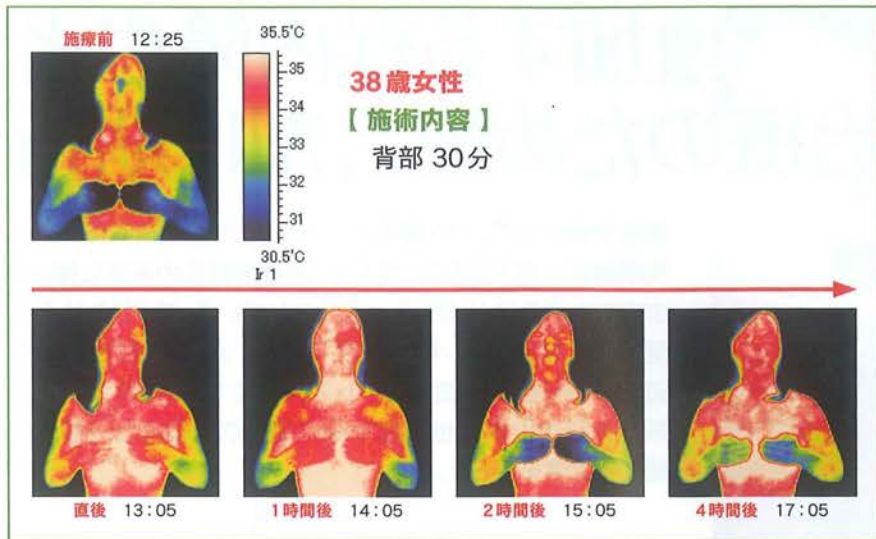 施療前 12:25
35.5℃
35
34
33
32
31
30.5℃
Ir 1
38歳女性
【 施術内容 】
背部 30分
直後 13:05
1時間後 14:05
2時間後 15:05
4時間後 17:05